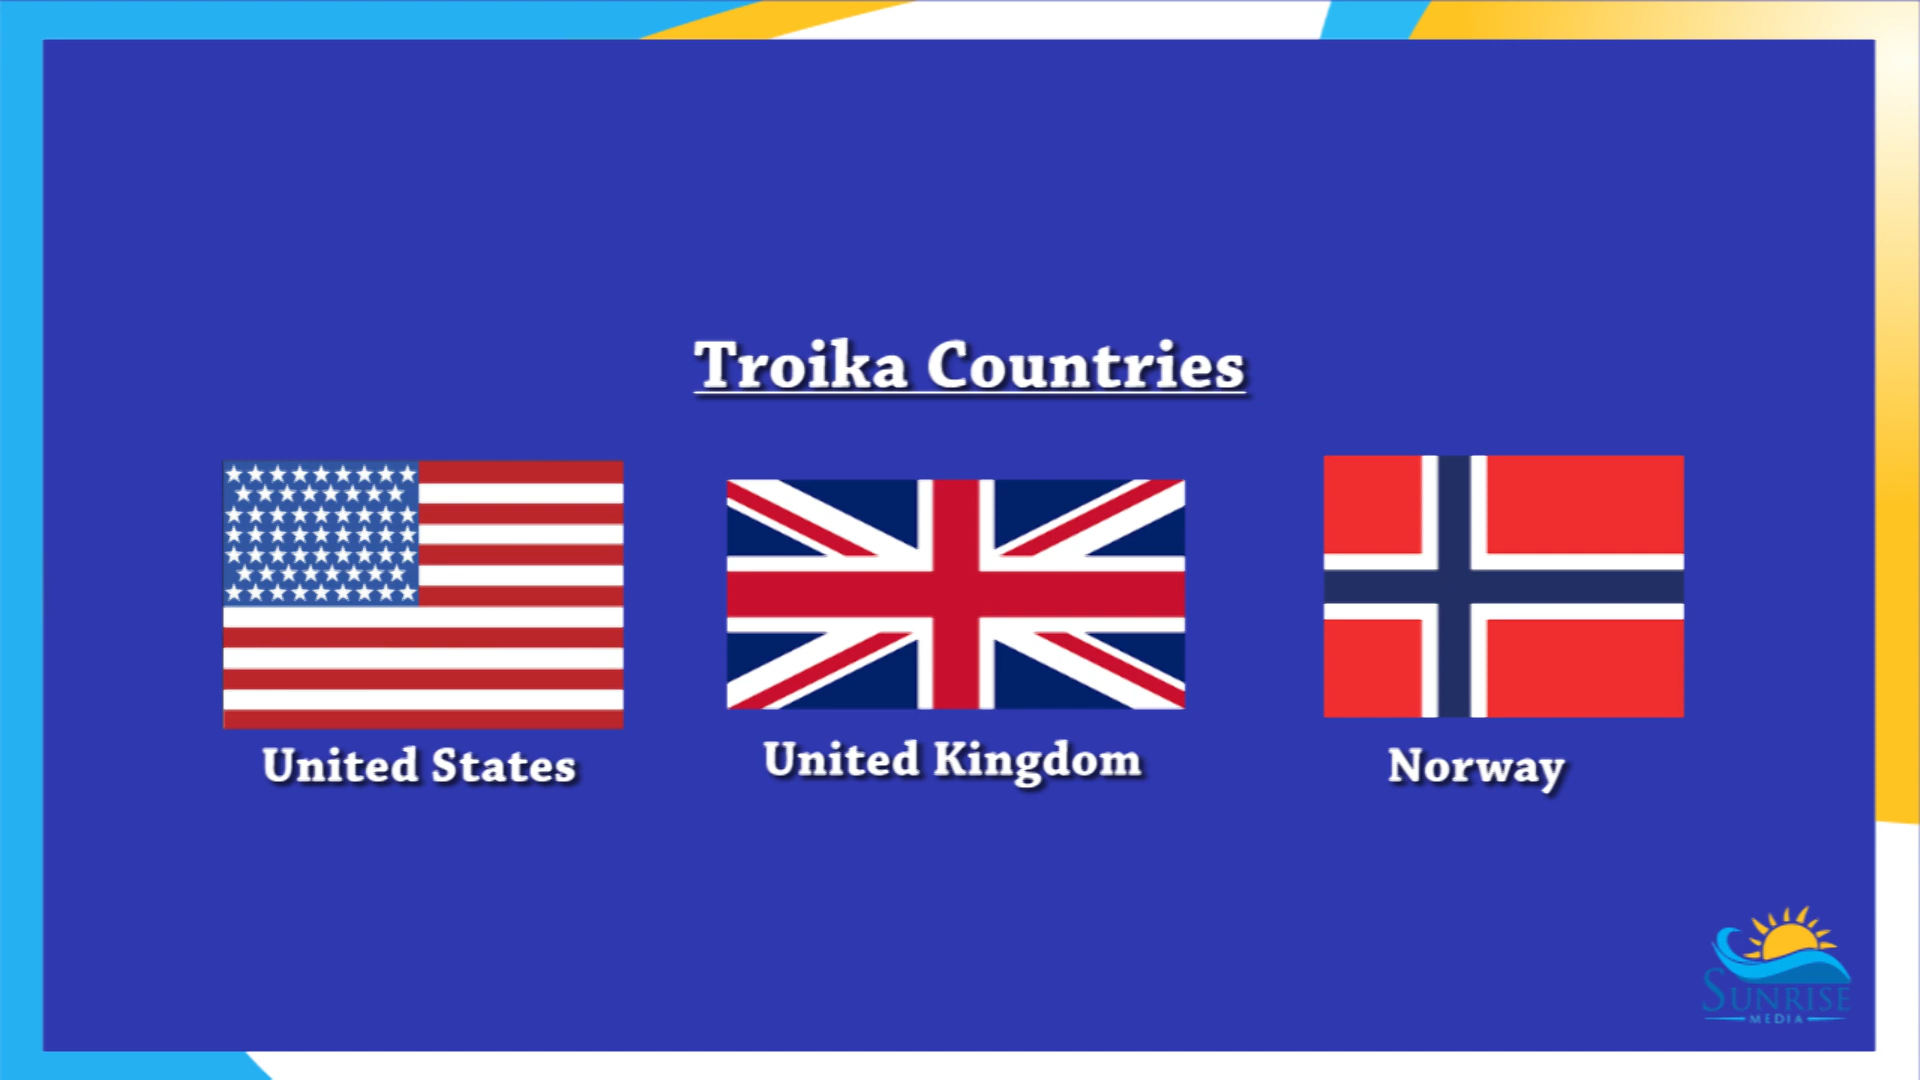 Troika Countries
United States
United Kingdom
Norway
SUNRISE
MEDIA